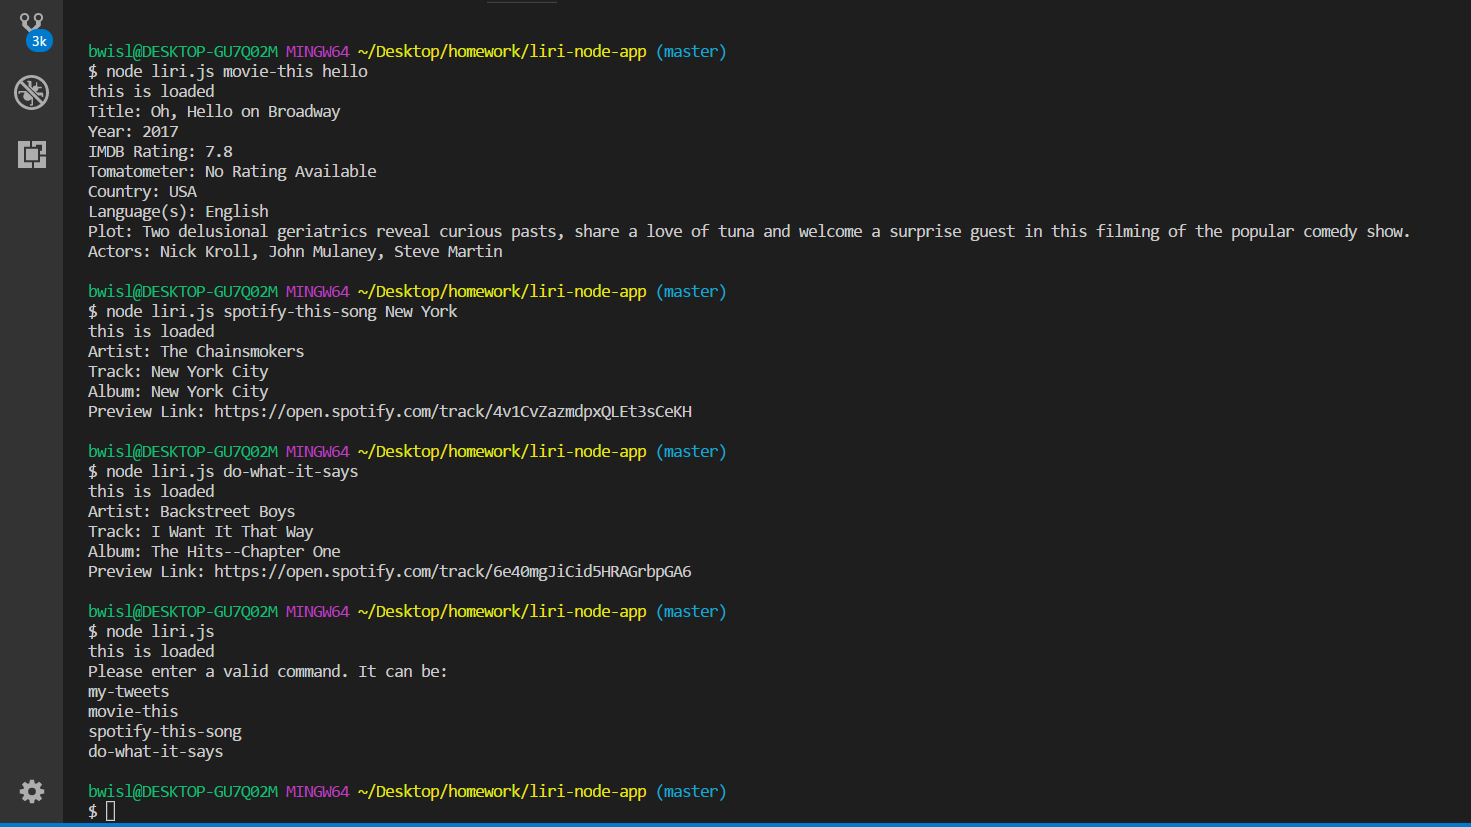 3k
bwisl@DESKTOP-GU7Q02M MINGW64 ~/Desktop/homework/liri-node-app (master)
$ node liri.js movie-this hello
this is loaded
Title: Oh, Hello on Broadway
Year: 2017
IMDB Rating: 7.8
Tomatometer: No Rating Available
Country: USA
Language(s): English
Plot: Two delusional geriatrics reveal curious pasts, share a love of tuna and welcome a surprise guest in this filming of the popular comedy show.
Actors: Nick Kroll, John Mulaney, Steve Martin
bwisl@DESKTOP-GU7Q02M MINGW64 ~/Desktop/homework/liri-node-app (master)
$ node liri.js spotify-this-song New York
this is loaded
Artist: The Chainsmokers
Track: New York City
Album: New York City
Preview Link: https://open.spotify.com/track/4v1CvZazmdpxQLEt3sCeKH
bwisl@DESKTOP-GU7Q02M MINGW64 ~/Desktop/homework/liri-node-app (master)
$ node liri.js do-what-it-says
this is loaded
Artist: Backstreet Boys
Track: I Want It That Way
Album: The Hits--Chapter One
Preview Link: https://open.spotify.com/track/6e40mgJiCid5HRAGrbpGA6
bwisl@DESKTOP-GU7Q02M MINGW64 ~/Desktop/homework/liri-node-app (master)
$ node liri.js
this is loaded
Please enter a valid command. It can be:
my-tweets
movie-this
spotify-this-song
do-what-it-says
bwisl@DESKTOP-GU7Q02M MINGW64 ~/Desktop/homework/liri-node-app (master)
$